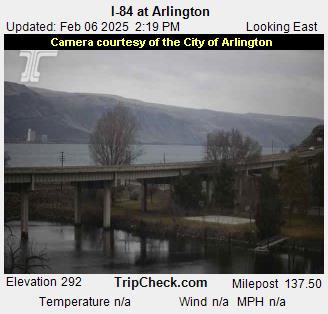 I-84 at Arlington
Updated: Feb 06 2025 2:19 PM Looking East
Camera courtesy of the City of Arlington
Elevation 292 TripCheck.com Milepost 137.50
Temperature n/a Wind n/a MPH n/a